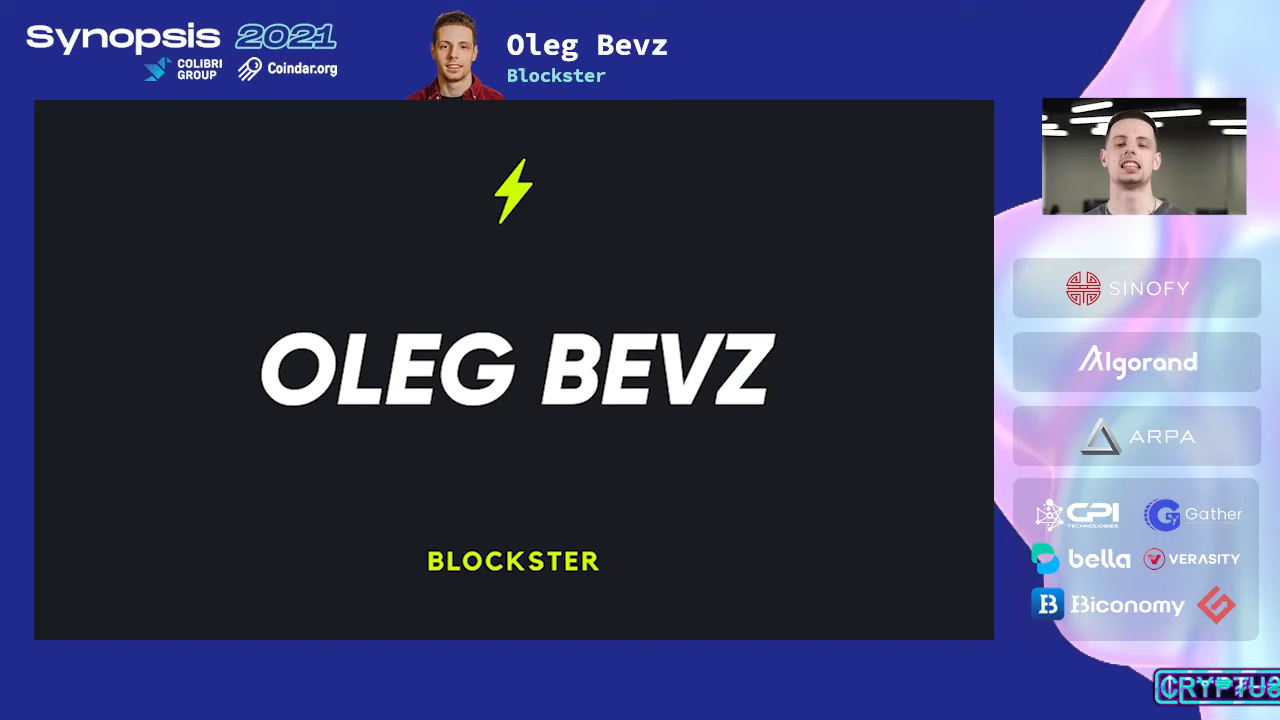 Synopsis 2021
COLIBRI GROUP
Coindar.org
Oleg Bevz
Blockster
OLEG BEVZ
BLOCKSTER
SINOFY
Algorand
ARPA
CPI TECHNOLOGIES
Gather
bella
VERASITY
Biconomy